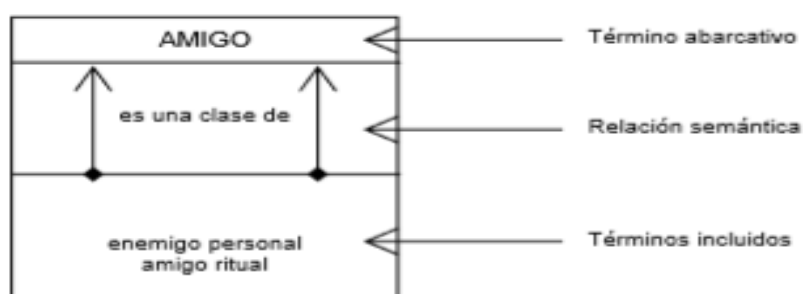 AMIGO
Término abarcativo
es una clase de
Relación semántica
enemigo personal
amigo ritual
Términos incluidos